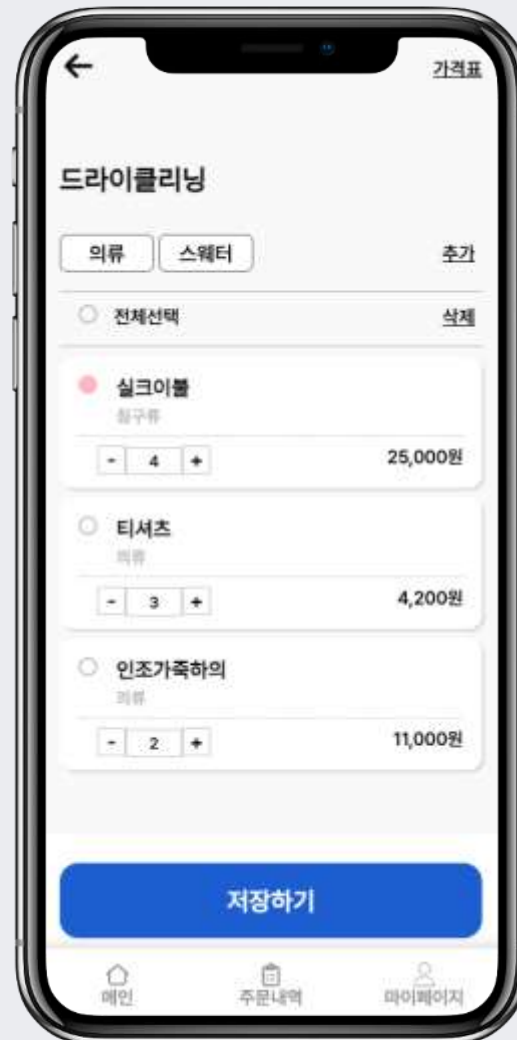 가격표
드라이클리닝
의류 스웨터 추가
전체선택 삭제
실크이불
침구류
- 4 + 25,000원
티셔츠
의류
- 3 + 4,200원
인조가죽하의
의류
- 2 + 11,000원
저장하기
메인 주문내역 마이페이지